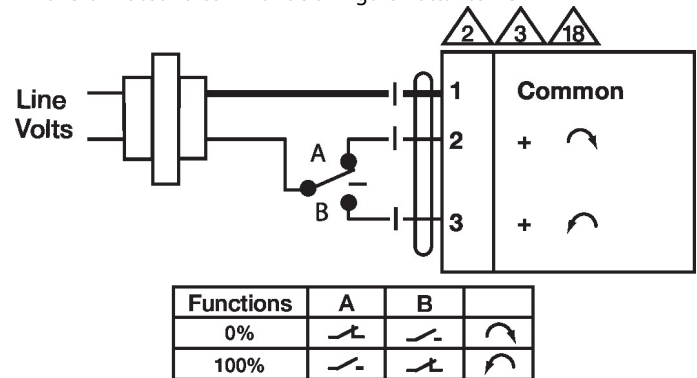 2 3 18
Line
Volts
1 Common
A
2 +
B
3 +
Functions A B
0%
100%